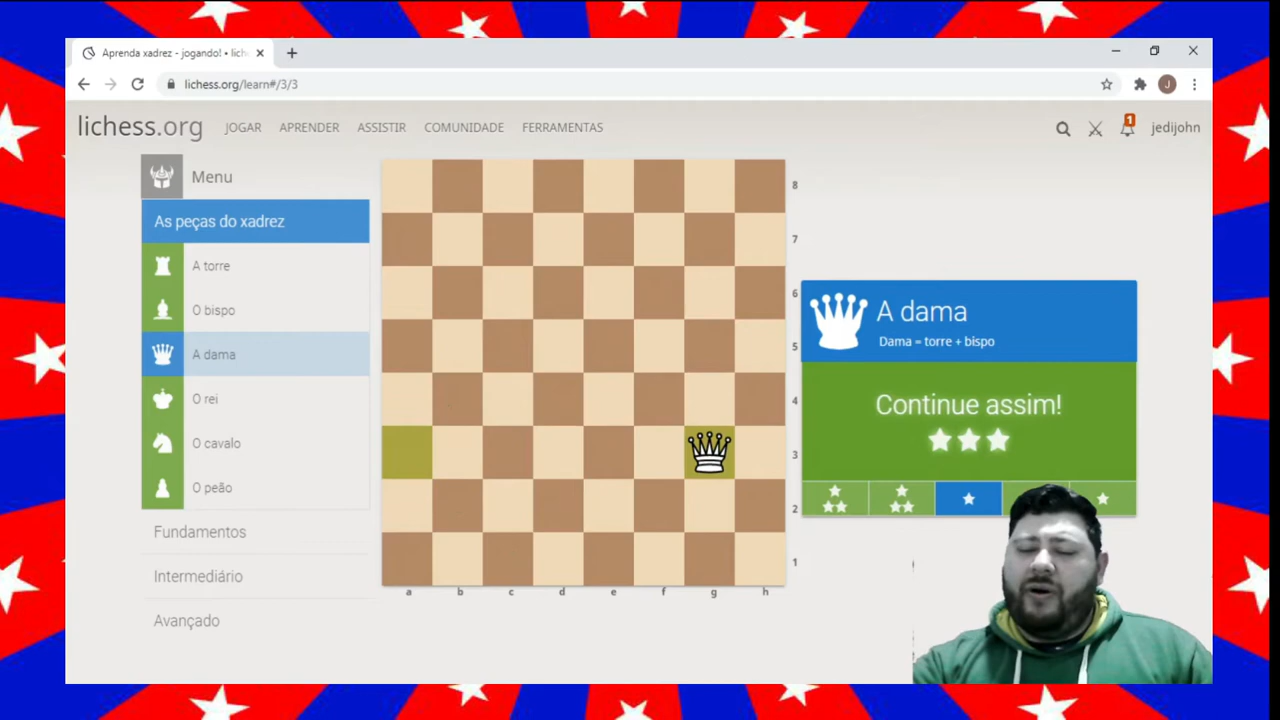 Aprenda xadrez - jogando! • lich
lichess.org/learn#/3/3
J
lichess.org
JOGAR
APRENDER
ASSISTIR
COMUNIDADE
FERRAMENTAS
1
jedijohn
Menu
As peças do xadrez
A torre
O bispo
A dama
O rei
O cavalo
O peão
Fundamentos
Intermediário
Avançado
8
7
6
5
4
3
2
1
a b c d e f g h
A dama
Dama = torre + bispo
Continue assim!